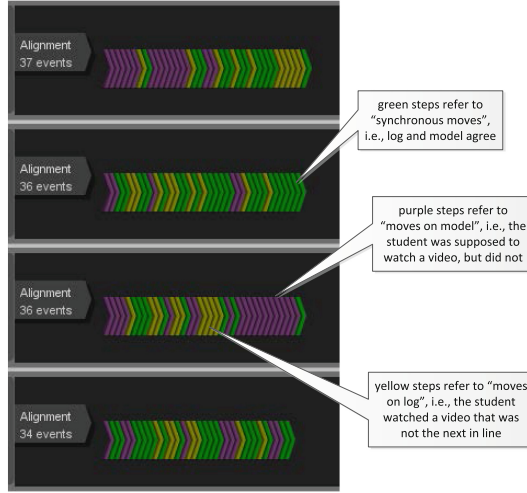 Alignment
37 events
green steps refer to
“synchronous moves”,
i.e., log and model agree
Alignment
36 events
purple steps refer to
“moves on model”, i.e., the
student was supposed to
watch a video, but did not
Alignment
36 events
yellow steps refer to “moves
on log”, i.e., the student
watched a video that was
not the next in line
Alignment
34 events